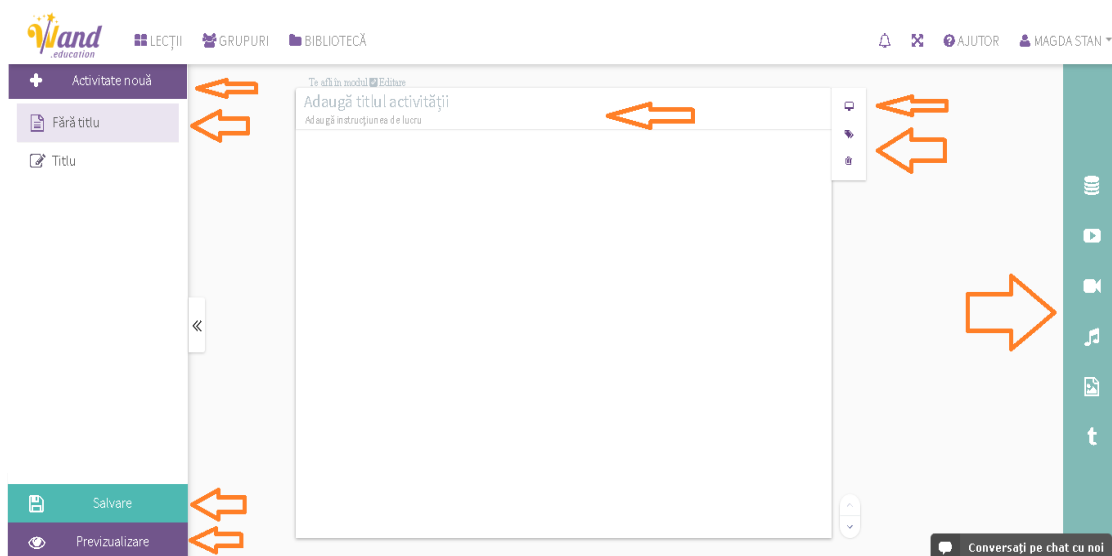 Wand
.education
LECȚII GRUPURI BIBLIOTECĂ AJUTOR MAGDA STAN
Activitate nouă
Fără titlu
Titlu
Te afli în modul Editare
Adaugă titlul activității
Adaugă instrucțiunea de lucru
t
Salvare
Previzualizare
Conversați pe chat cu noi